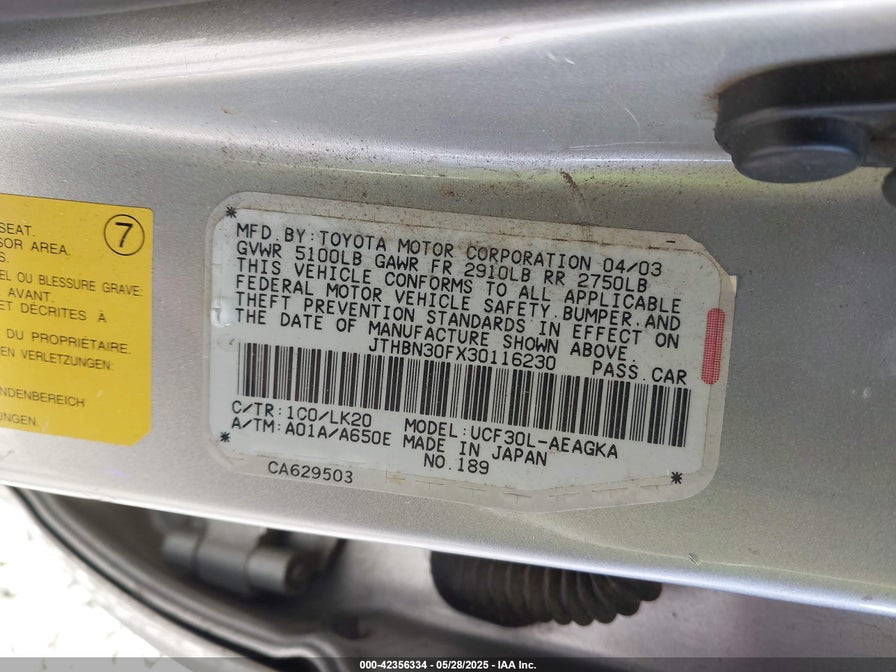 SEAT.
SOR AREA.
7
EL OU BLESSURE GRAVE:
AVANT.
ET DÉCRITES À
DU PROPRIÉTAIRE.
EN VERLETZUNGEN.
NDENBEREICH
UNGEN.
MFD. BY: TOYOTA MOTOR CORPORATION 04/03
GVWR 5100LB GAWR FR 2910LB RR 2750LB
THIS VEHICLE CONFORMS TO ALL APPLICABLE
FEDERAL MOTOR VEHICLE SAFETY, BUMPER, AND
THEFT PREVENTION STANDARDS IN EFFECT ON
THE DATE OF MANUFACTURE SHOWN ABOVE.
JTHBN30FX30116230 PASS. CAR
C/TR: 1C0/LK20 MODEL: UCF30L-AEAGKA
A/TM: A01A/A650E MADE IN JAPAN
NO. 189
CA629503
000-42356334 - 05/28/2025 - IAA Inc.